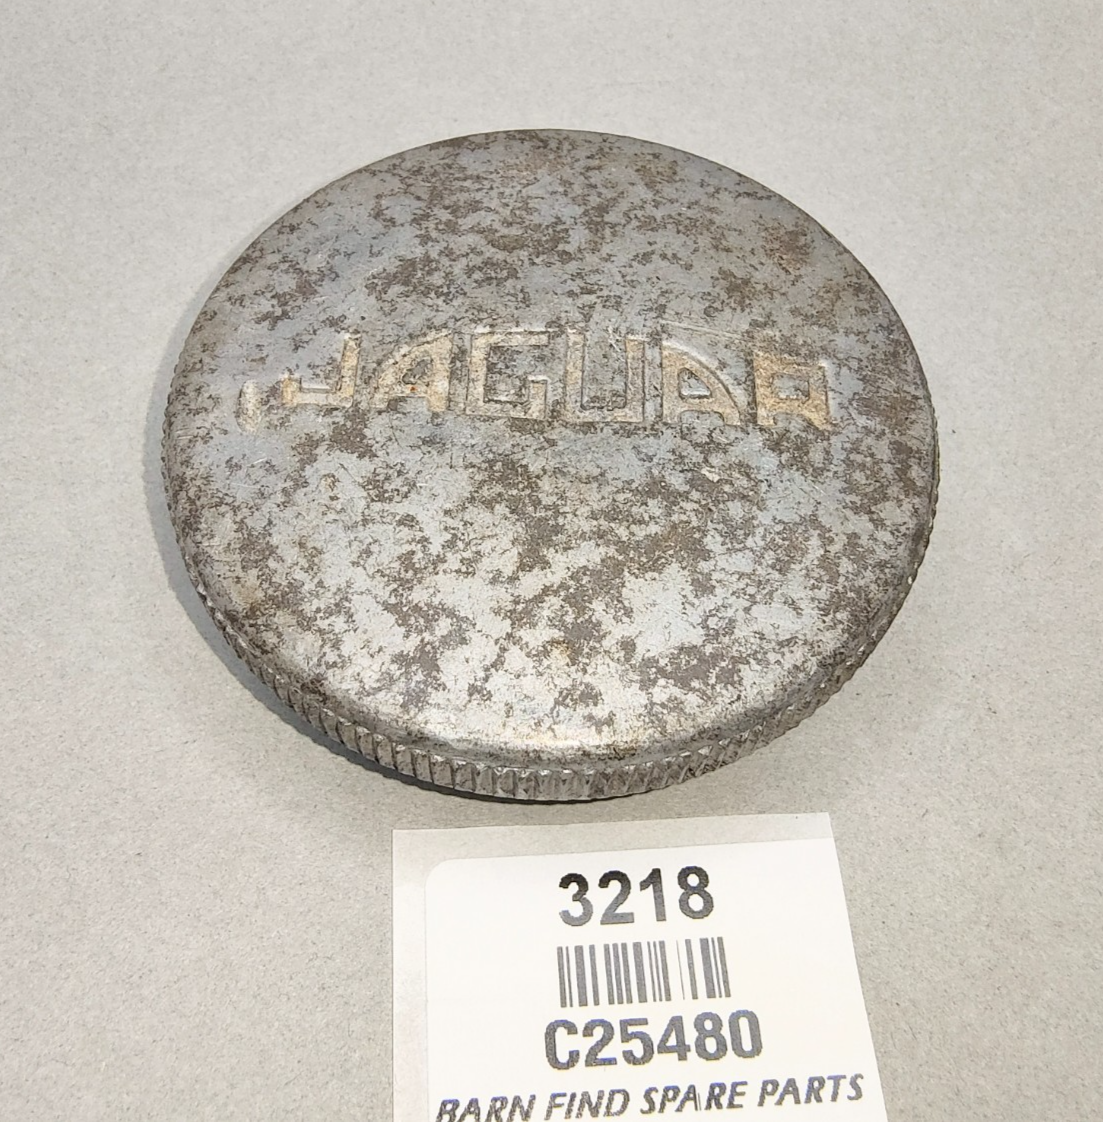 JAGUAR
3218
C25480
BARN FIND SPARE PARTS